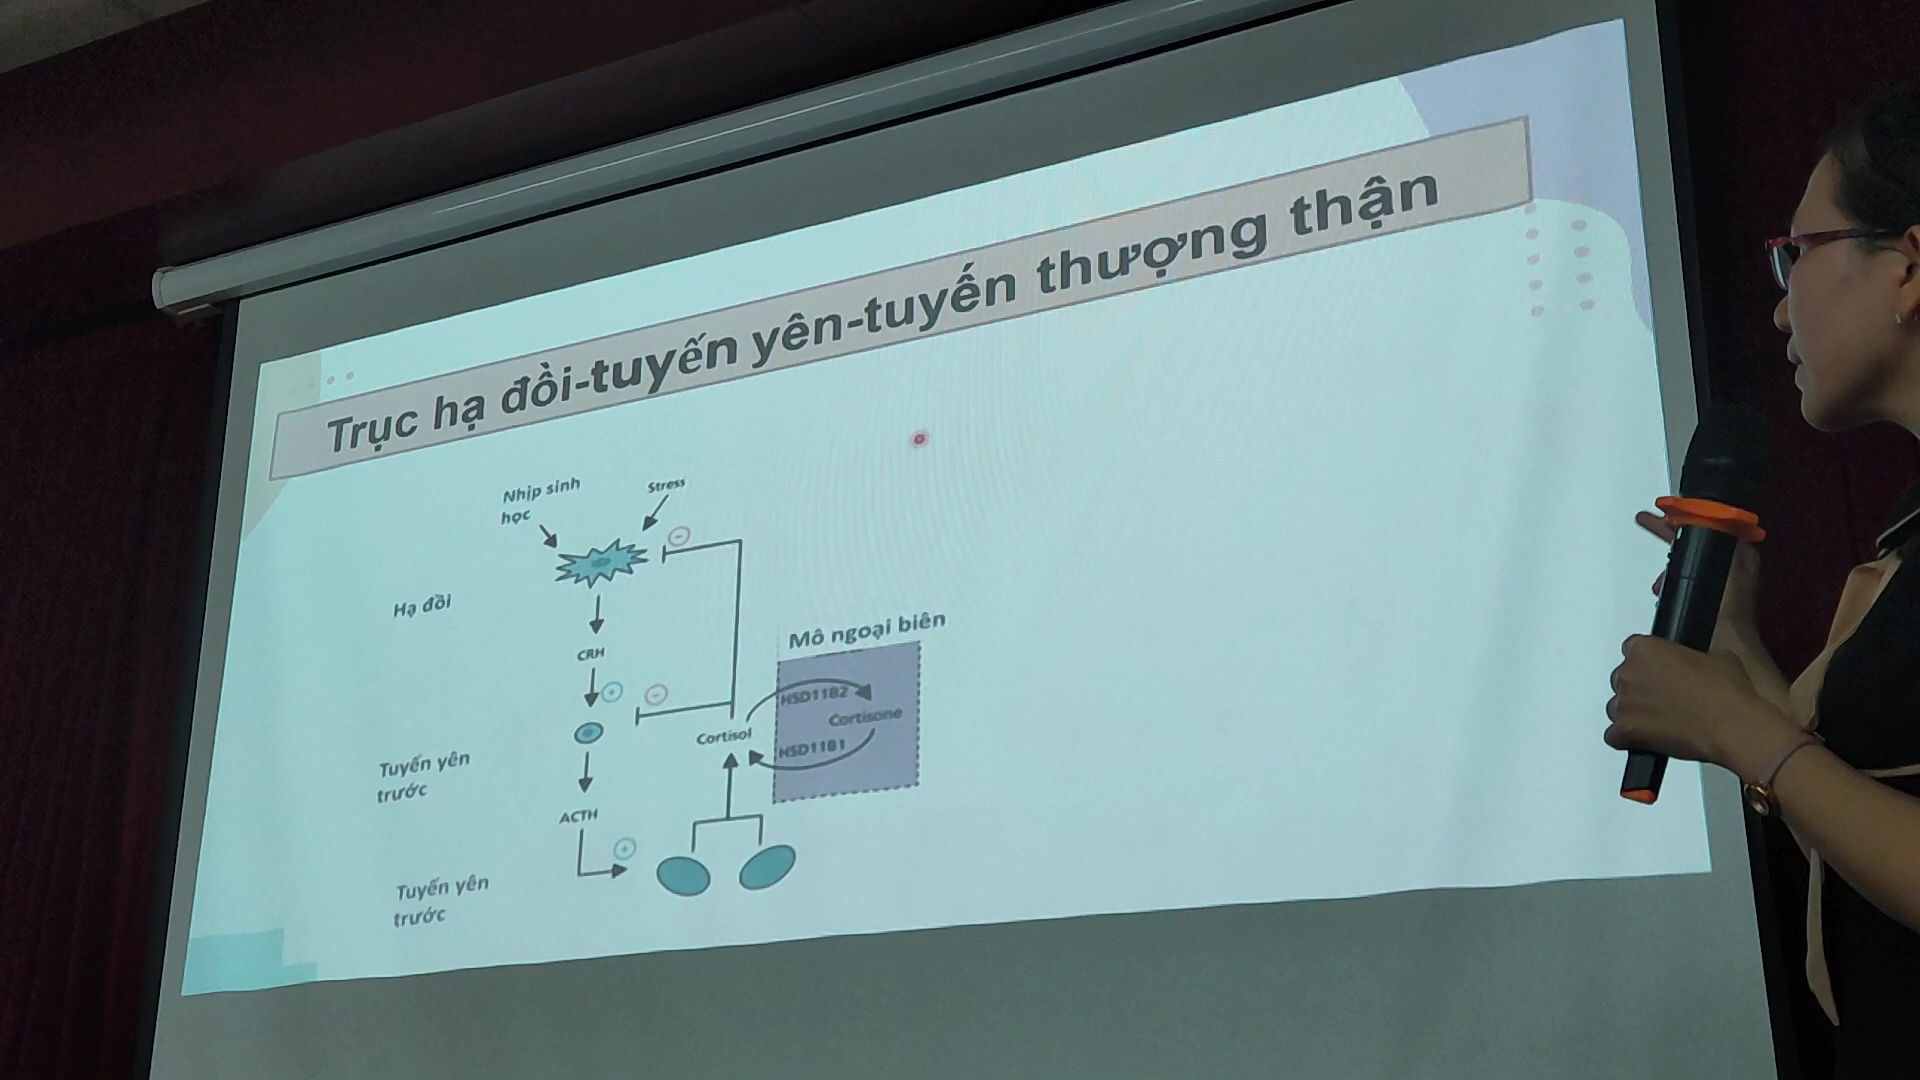 Trục hạ đồi-tuyến yên-tuyến thượng thận
Nhịp sinh
học
Stress
Hạ đồi
CRH
Mô ngoại biên
HSD11B2
Cortisone
Cortisol
HSD11B1
Tuyến yên
trước
ACTH
Tuyến yên
trước